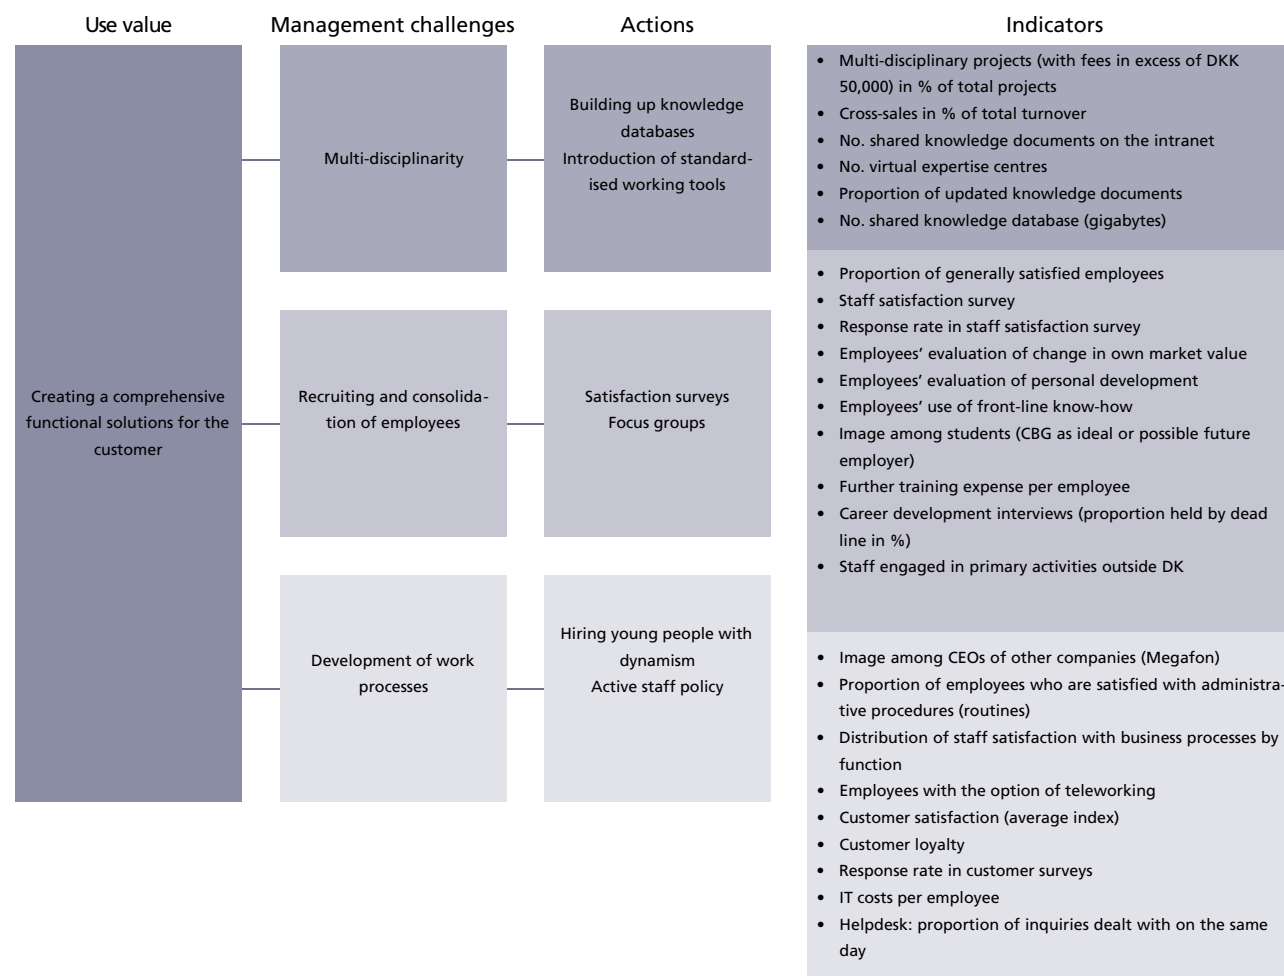 Use value
Management challenges
Actions
Indicators
Creating a comprehensive
functional solutions for the
customer
Multi-disciplinarity
Building up knowledge
databases
Introduction of standard-
ised working tools
• Multi-disciplinary projects (with fees in excess of DKK
50,000) in % of total projects
• Cross-sales in % of total turnover
• No. shared knowledge documents on the intranet
• No. virtual expertise centres
• Proportion of updated knowledge documents
• No. shared knowledge database (gigabytes)
Recruiting and consolida-
tion of employees
Satisfaction surveys
Focus groups
• Proportion of generally satisfied employees
• Staff satisfaction survey
• Response rate in staff satisfaction survey
• Employees’ evaluation of change in own market value
• Employees’ evaluation of personal development
• Employees’ use of front-line know-how
• Image among students (CBG as ideal or possible future
employer)
• Further training expense per employee
• Career development interviews (proportion held by dead
line in %)
• Staff engaged in primary activities outside DK
Development of work
processes
Hiring young people with
dynamism
Active staff policy
• Image among CEOs of other companies (Megafon)
• Proportion of employees who are satisfied with administra-
tive procedures (routines)
• Distribution of staff satisfaction with business processes by
function
• Employees with the option of teleworking
• Customer satisfaction (average index)
• Customer loyalty
• Response rate in customer surveys
• IT costs per employee
• Helpdesk: proportion of inquiries dealt with on the same
day